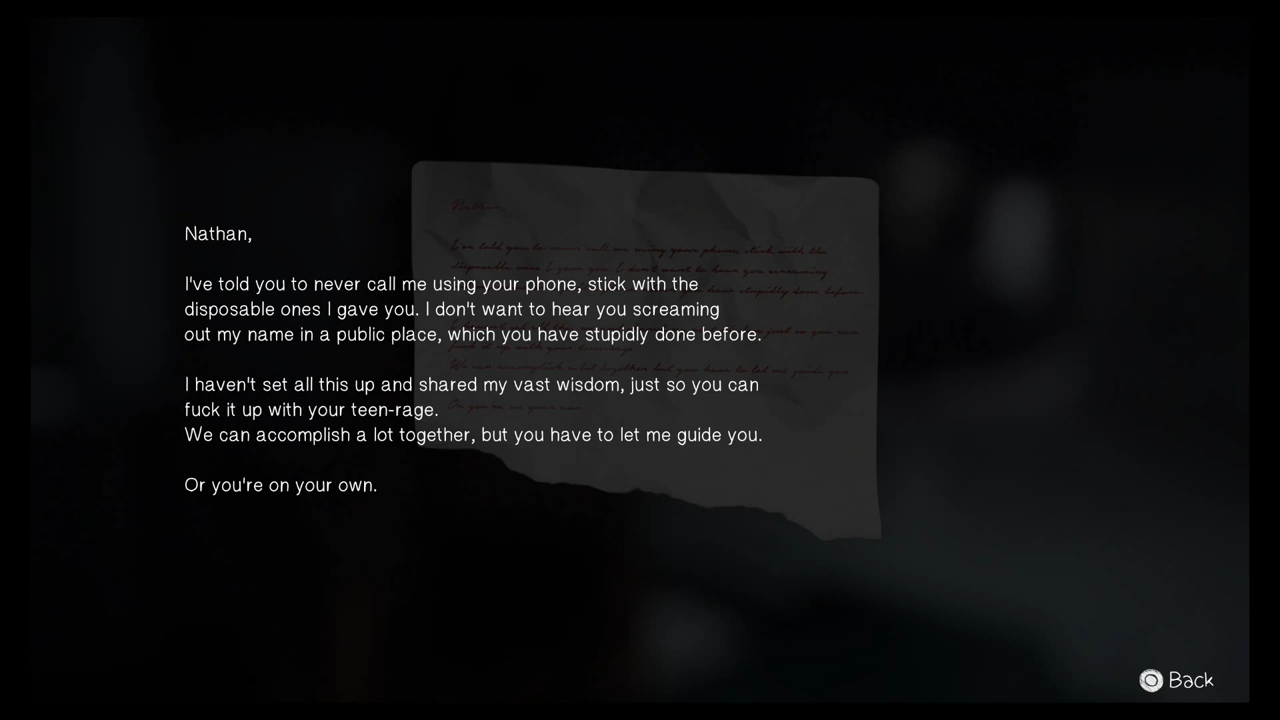 Nathan,
I've told you to never call me using your phone, stick with the
disposable ones I gave you. I don't want to hear you screaming
out my name in a public place, which you have stupidly done before.
I haven't set all this up and shared my vast wisdom, just so you can
fuck it up with your teen-rage.
We can accomplish a lot together, but you have to let me guide you.
Or you're on your own.
Back